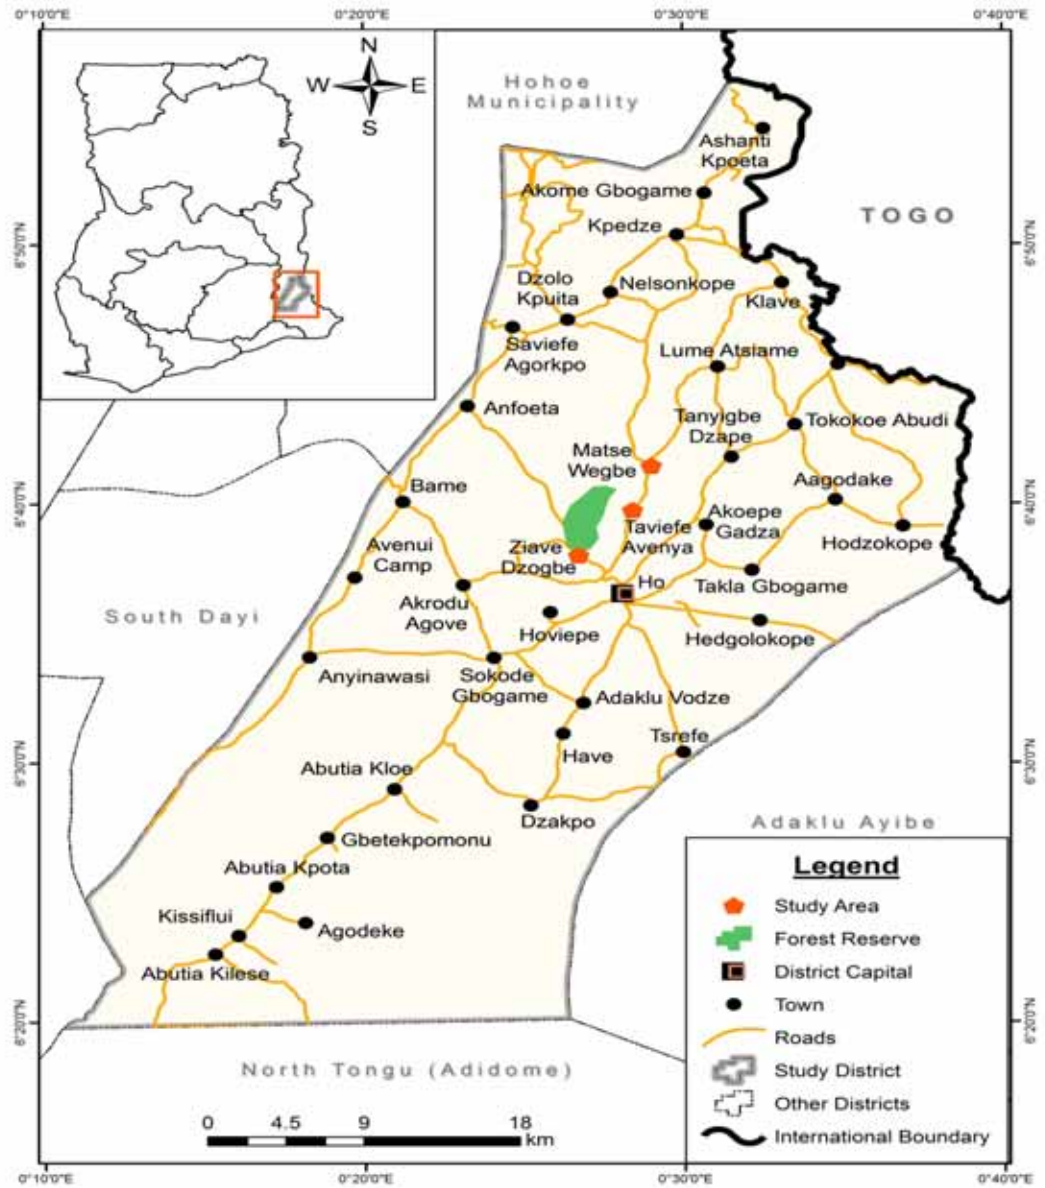 0°10'0"E
0°20'0"E
0°30'0"E
0°40'0"E
N
W
E
S
Hohoe
Municipality
Ashanti
Kpoeta
Akome Gbogame
TOGO
Kpedze
6°50'0"N
6°50'0"N
Dzolo
Kpuita
Nelsonkope
Klave
Saviefe
Agorkpo
Lume Atsiame
Anfoeta
Tanyigbe
Dzape
Tokokoe Abudi
Matse
Wegbe
Aagodake
Bame
6°40'0"N
6°40'0"N
Taviefe
Avenya
Akoepe
Gadza
Hodzokope
Avenui
Camp
Ziave
Dzogbe
Ho
Takla Gbogame
South Dayi
Akrodu
Agove
Hoviepe
Hedgolokope
Anyinawasi
Sokode
Gbogame
Adaklu Vodze
Tsrefe
Have
6°30'0"N
6°30'0"N
Abutia Kloe
Dzakpo
Adaklu Ayibe
Gbetekpomonu
Abutia Kpota
Kissiflui
Agodeke
Abutia Kilese
6°20'0"N
6°20'0"N
North Tongu (Adidome)
0 4.5 9 18
km
Legend
Study Area
Forest Reserve
District Capital
Town
Roads
Study District
Other Districts
International Boundary
0°10'0"E
0°20'0"E
0°30'0"E
0°40'0"E